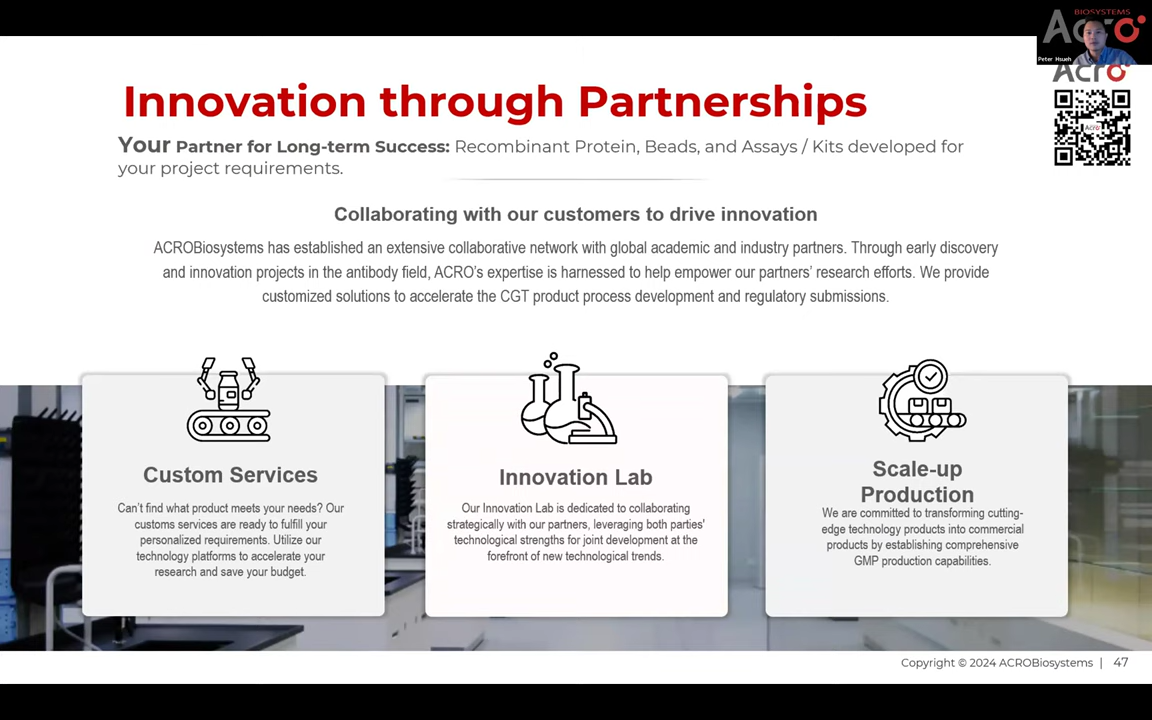 BIOSYSTEMS
Acro
Peter Hsueh
Acro
Acro
Innovation through Partnerships
Your Partner for Long-term Success: Recombinant Protein, Beads, and Assays / Kits developed for
your project requirements.
Collaborating with our customers to drive innovation
ACROBiosystems has established an extensive collaborative network with global academic and industry partners. Through early discovery
and innovation projects in the antibody field, ACRO’s expertise is harnessed to help empower our partners’ research efforts. We provide
customized solutions to accelerate the CGT product process development and regulatory submissions.
Custom Services
Can’t find what product meets your needs? Our
customs services are ready to fulfill your
personalized requirements. Utilize our
technology platforms to accelerate your
research and save your budget.
Innovation Lab
Our Innovation Lab is dedicated to collaborating
strategically with our partners, leveraging both parties'
technological strengths for joint development at the
forefront of new technological trends.
Scale-up
Production
We are committed to transforming cutting-
edge technology products into commercial
products by establishing comprehensive
GMP production capabilities.
Copyright © 2024 ACROBiosystems | 47